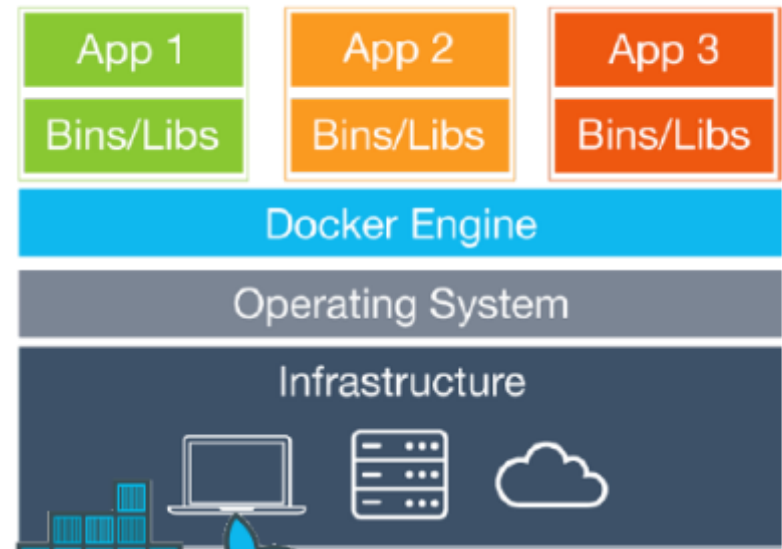 App 1
App 2
App 3
Bins/Libs
Bins/Libs
Bins/Libs
Docker Engine
Operating System
Infrastructure